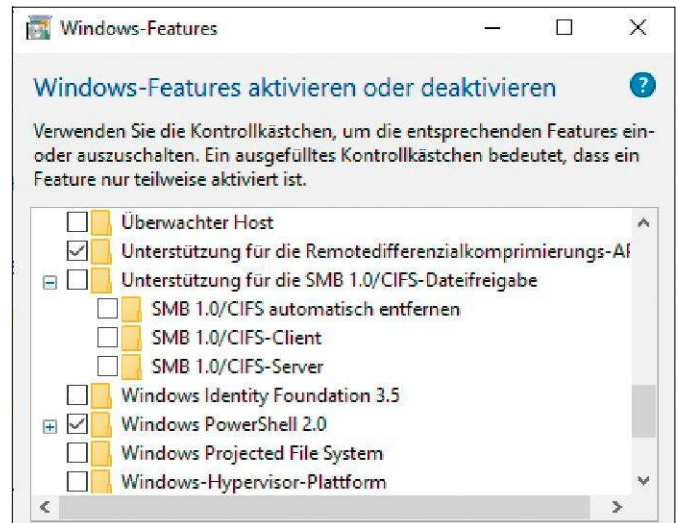 Windows-Features
Windows-Features aktivieren oder deaktivieren
?
Verwenden Sie die Kontrollkästchen, um die entsprechenden Features ein-
oder auszuschalten. Ein ausgefülltes Kontrollkästchen bedeutet, dass ein
Feature nur teilweise aktiviert ist.
Überwachter Host
Unterstützung für die Remotedifferenzialkomprimierungs-AP
Unterstützung für die SMB 1.0/CIFS-Dateifreigabe
SMB 1.0/CIFS automatisch entfernen
SMB 1.0/CIFS-Client
SMB 1.0/CIFS-Server
Windows Identity Foundation 3.5
Windows PowerShell 2.0
Windows Projected File System
Windows-Hypervisor-Plattform